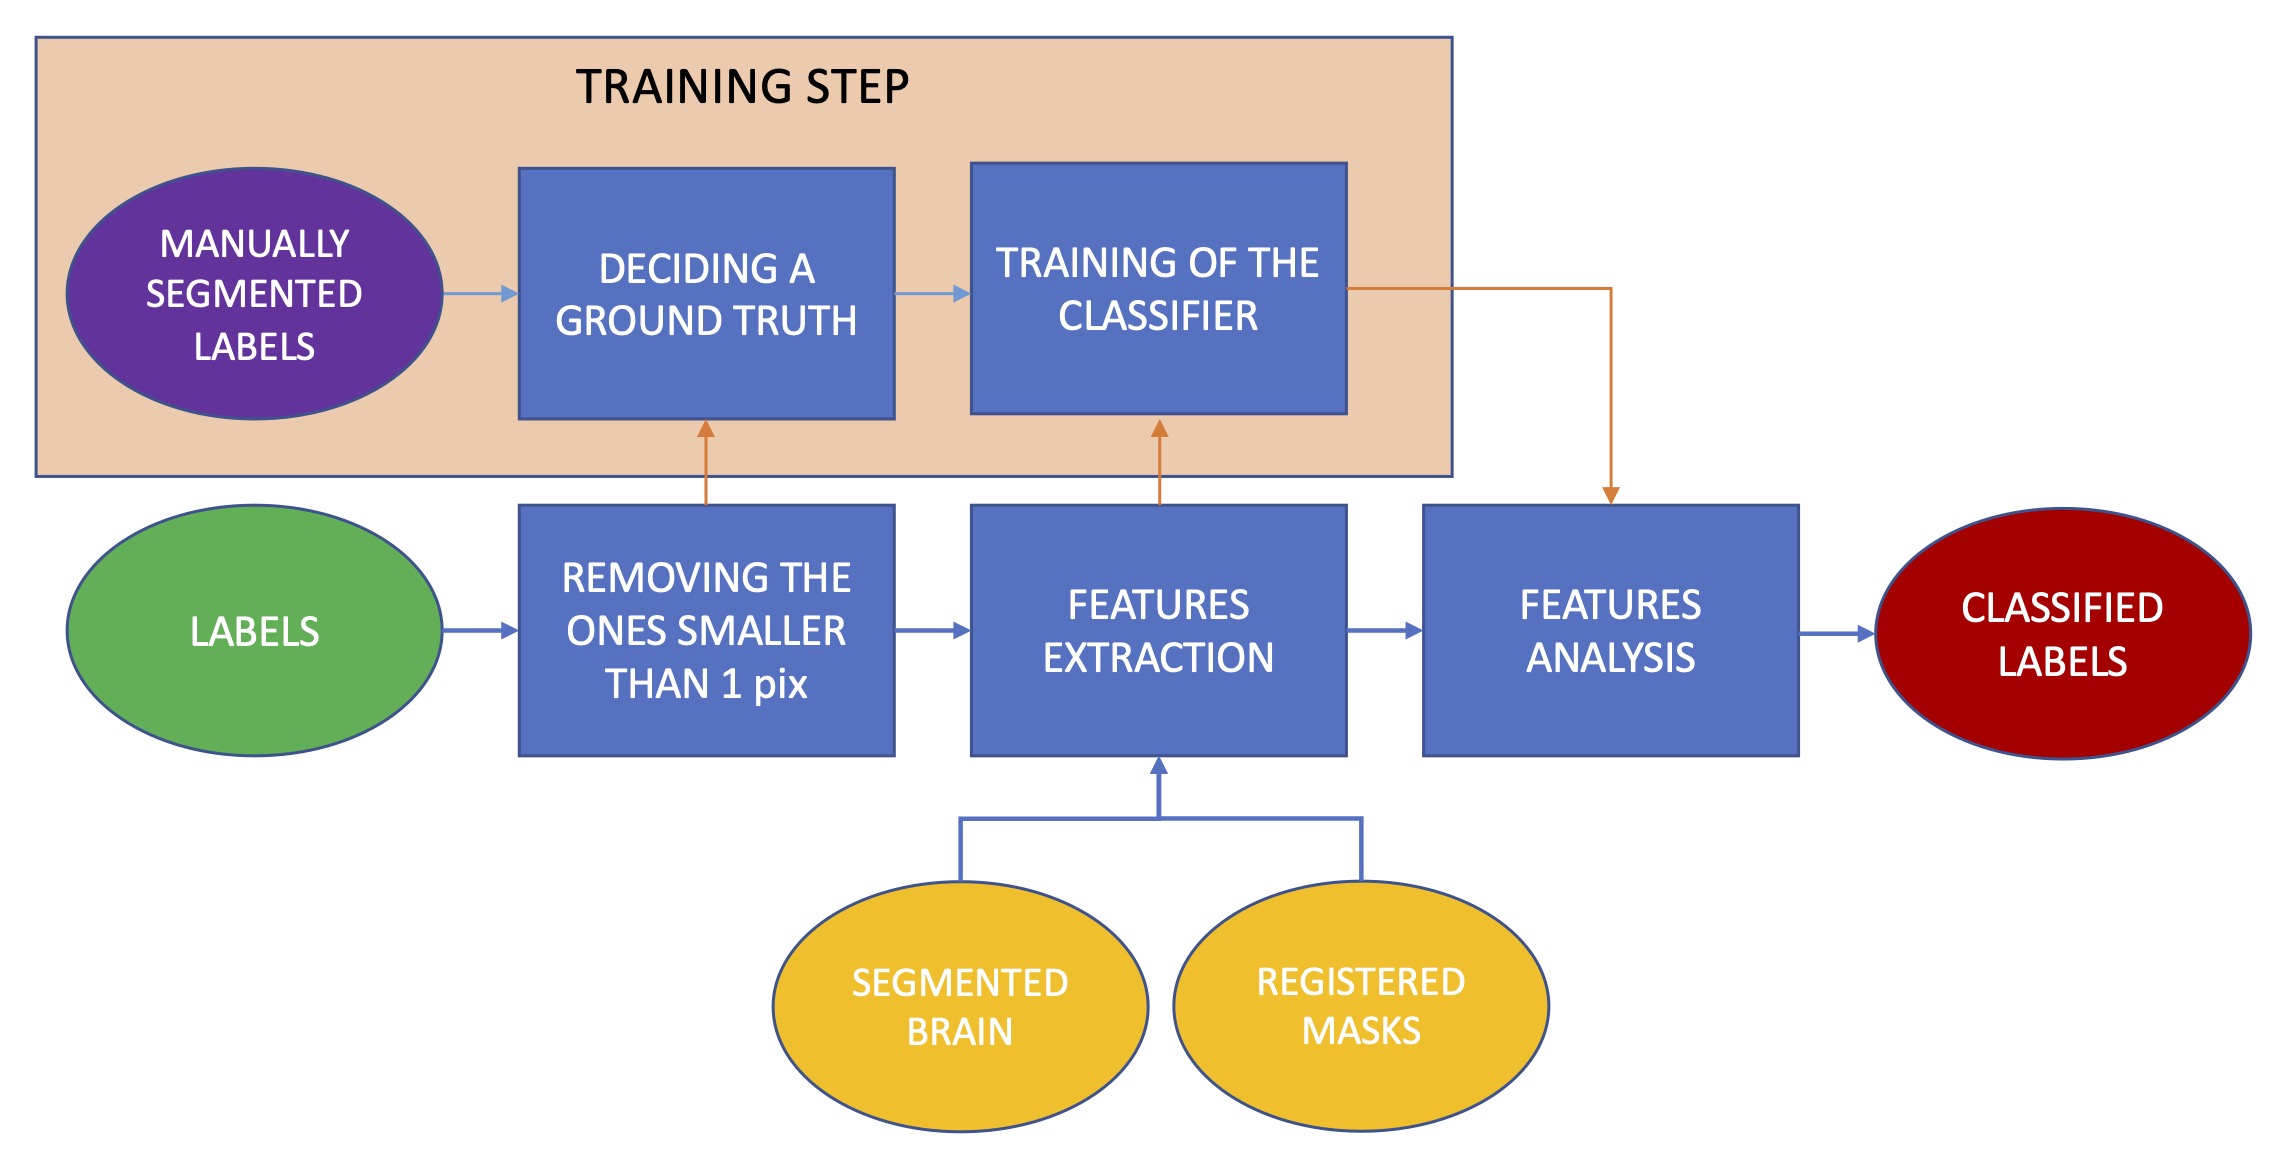 TRAINING STEP
MANUALLY
SEGMENTED
LABELS
DECIDING A
GROUND TRUTH
TRAINING OF THE
CLASSIFIER
LABELS
REMOVING THE
ONES SMALLER
THAN 1 pix
FEATURES
EXTRACTION
FEATURES
ANALYSIS
CLASSIFIED
LABELS
SEGMENTED
BRAIN
REGISTERED
MASKS